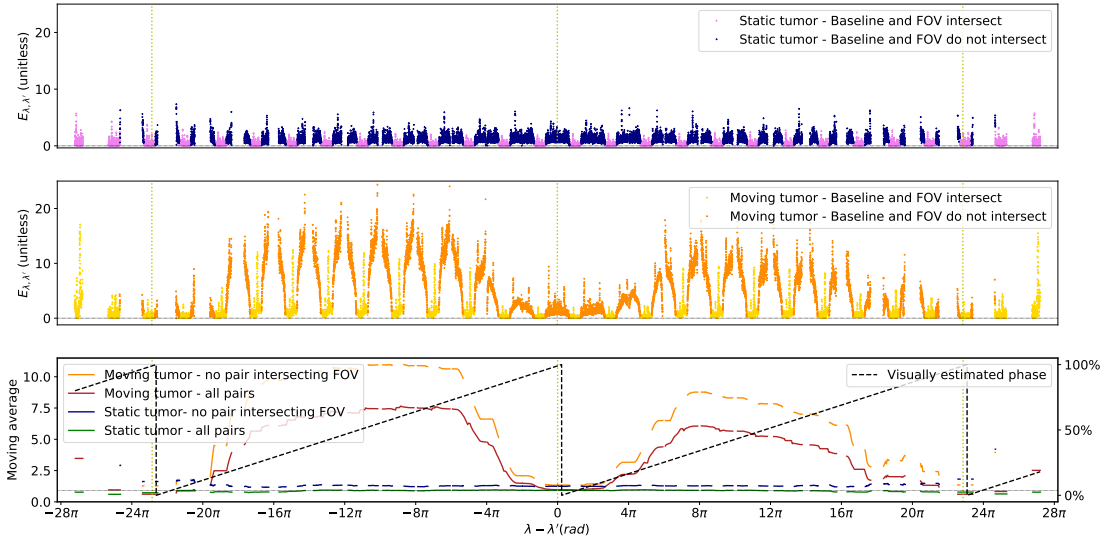 Static tumor - Baseline and FOV intersect
Static tumor - Baseline and FOV do not intersect
E_{λ,λ′} (unitless)
20
10
0
Moving tumor - Baseline and FOV intersect
Moving tumor - Baseline and FOV do not intersect
E_{λ,λ′} (unitless)
20
10
0
Moving tumor - no pair intersecting FOV
Moving tumor - all pairs
Static tumor- no pair intersecting FOV
Static tumor - all pairs
Visually estimated phase
Moving average
10.0
7.5
5.0
2.5
0.0
100%
50%
0%
−28π −24π −20π −16π −12π −8π −4π 0 4π 8π 12π 16π 20π 24π 28π
λ − λ′(rad)